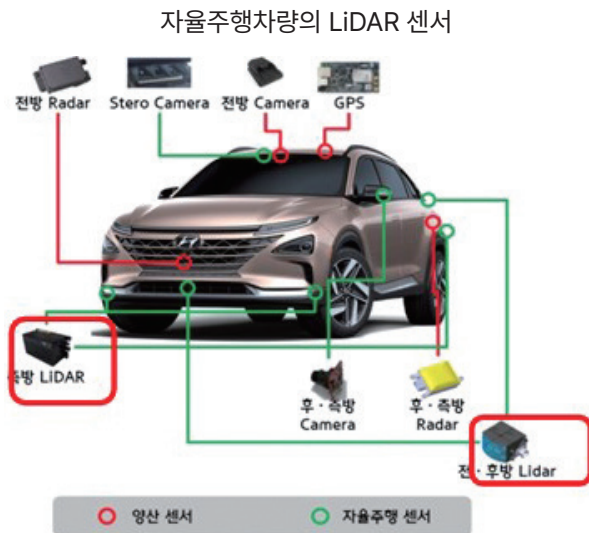 자율주행차량의 LiDAR 센서
전방 Radar
Stero Camera
전방 Camera
GPS
측방 LiDAR
후·측방
Camera
후·측방
Radar
전·후방 Lidar
양산 센서
자율주행 센서